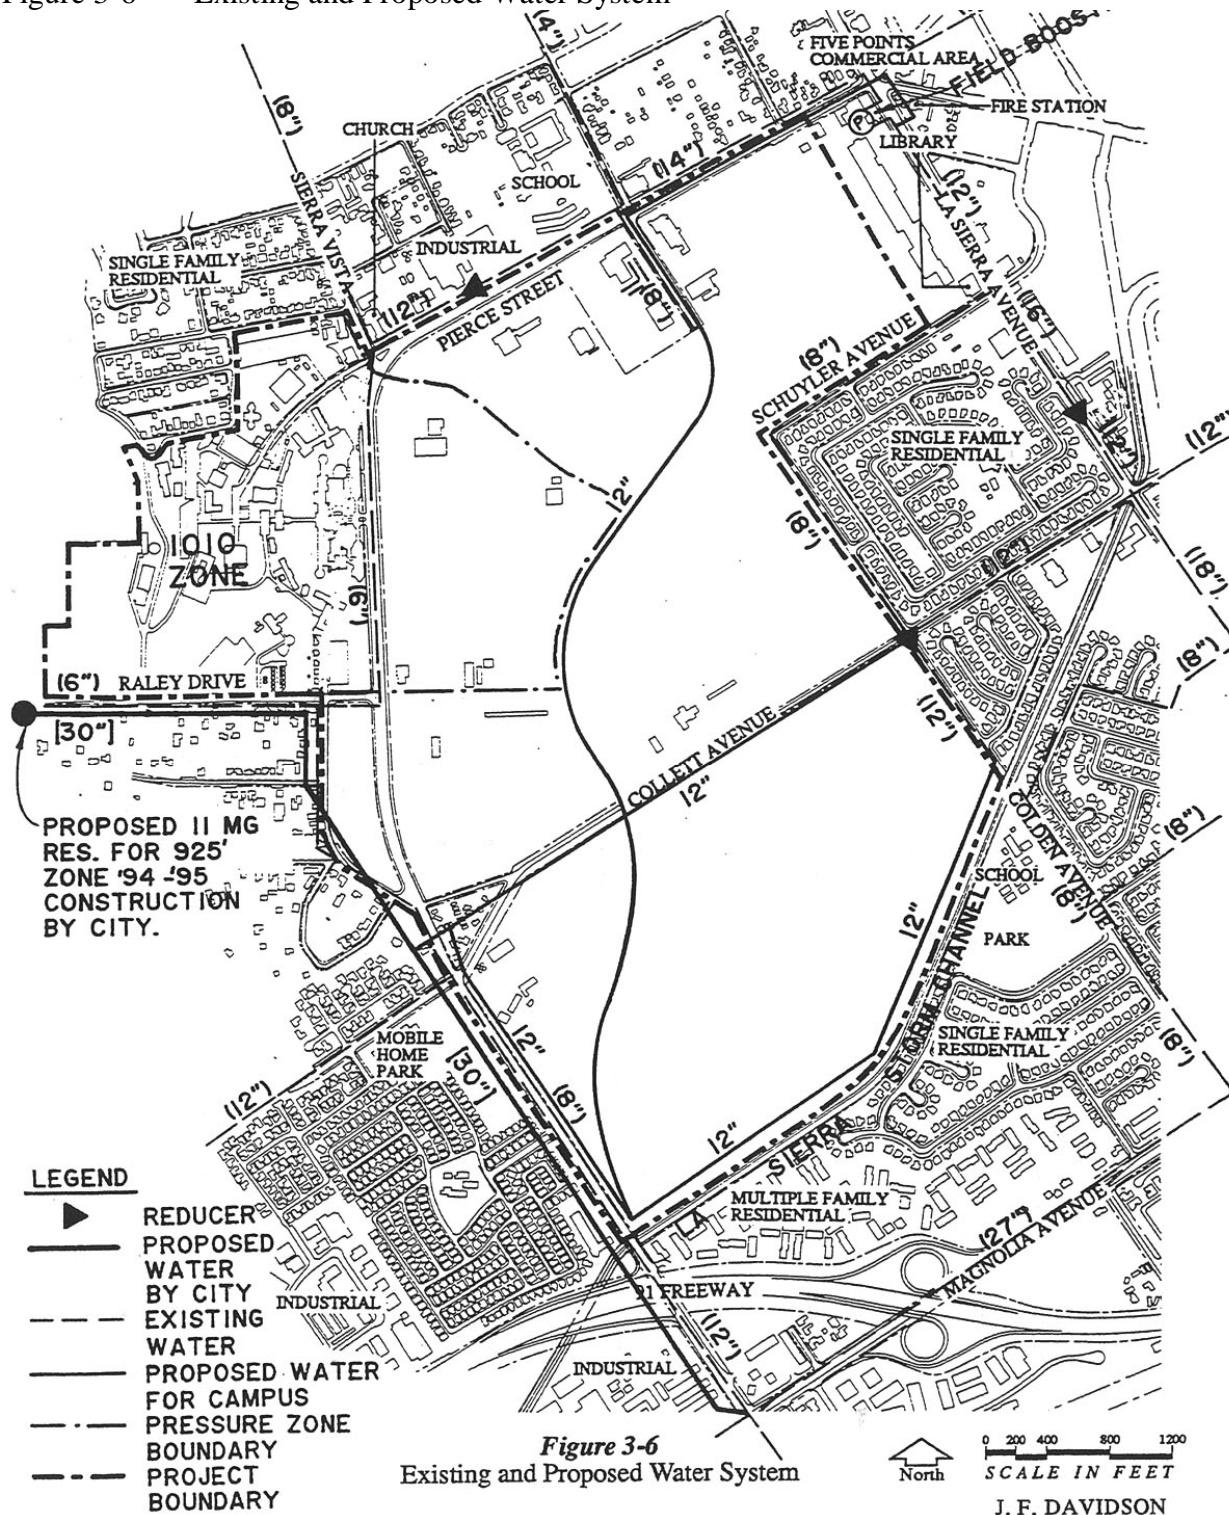 Figure 3-6 Existing and Proposed Water System
(14")
FIVE POINTS
COMMERCIAL AREA
FIELD BOOST
(8")
CHURCH
FIRE STATION
P
LIBRARY
(14")
SCHOOL
(12")
LA SIERRA AVENUE
SIERRA VISTA
INDUSTRIAL
SINGLE FAMILY
RESIDENTIAL
(12")
PIERCE STREET
(8")
(16")
(8")
SCHUYLER AVENUE
SINGLE FAMILY
RESIDENTIAL
(12")
(12")
12"
(8")
1010
ZONE
(12")
(18")
(6")
(8")
(6") RALEY DRIVE
[30"]
(12")
COLLETT AVENUE
12"
PROPOSED 11 MG
RES. FOR 925'
ZONE '94-'95
CONSTRUCTION
BY CITY.
GOLDEN AVENUE
(8")
SCHOOL
(8")
12"
PARK
MOBILE
HOME
PARK
12"
[30"]
SINGLE FAMILY
RESIDENTIAL
(8")
(12")
(8")
12"
LA SIERRA STORM CHANNEL
MULTIPLE FAMILY
RESIDENTIAL
(27")
MAGNOLIA AVENUE
91 FREEWAY
INDUSTRIAL
(12")
INDUSTRIAL
LEGEND
REDUCER
PROPOSED
WATER
BY CITY
EXISTING
WATER
PROPOSED WATER
FOR CAMPUS
PRESSURE ZONE
BOUNDARY
PROJECT
BOUNDARY
Figure 3-6
Existing and Proposed Water System
North
0 200 400 800 1200
SCALE IN FEET
J. F. DAVIDSON